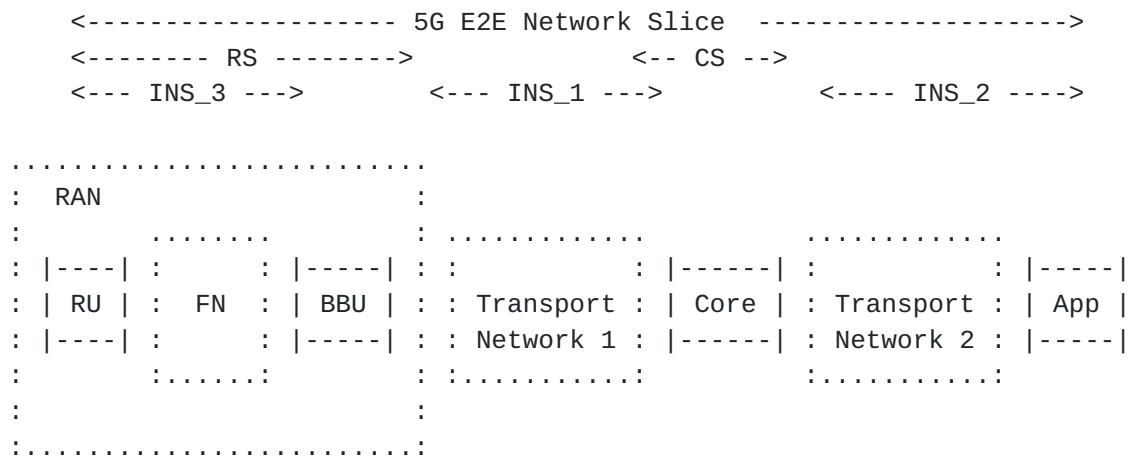 <-------------------- 5G E2E Network Slice -------------------->
<-------- RS --------> <-- CS -->
<--- INS_3 ---> <--- INS_1 ---> <---- INS_2 ---->
RAN
RU FN BBU Transport Core Transport App
Network 1 Network 2